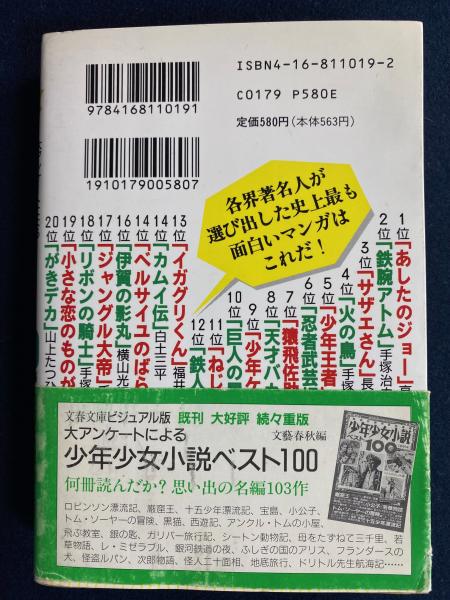 ISBN4-16-811019-2
C0179 P580E
定価580円(本体563円)
9784168110191
1910179005807
各界著名人が
選び出した史上最も
面白いマンガは
これだ!
1位「あしたのジョー」
2位「鉄腕アトム」手塚治
3位「サザエさん」長
4位「火の鳥」手塚
5位「少年王者
6位「忍者武芸
7位「猿飛佐助
8位「天才バカ
9位「少年ケ
10位「巨人の
11位「ねじ
12位「鉄人
13位「イガグリくん」福井
14位「カムイ伝」白土三平
14位「ベルサイユのばら
16位「伊賀の影丸」横山光
17位「ジャングル大帝」
18位「リボンの騎士」手塚
19位「小さな恋のものが
20位「がきデカ」山上たつひ
文春文庫ビジュアル版 既刊 大好評 続々重版
大アンケートによる 文藝春秋編
少年少女小説ベスト100
何冊読んだか?思い出の名編103作
ロビンソン漂流記、巌窟王、十五少年漂流記、宝島、小公子、
トム・ソーヤーの冒険、黒猫、西遊記、アンクル・トムの小屋、
飛ぶ教室、銀の匙、ガリバー旅行記、シートン動物記、母をたずねて三千里、若
草物語、レ・ミゼラブル、銀河鉄道の夜、ふしぎの国のアリス、フランダースの
犬、怪盗ルパン、次郎物語、怪人二十面相、地底旅行、ドリトル先生航海記……
少年少女小説
ベスト100